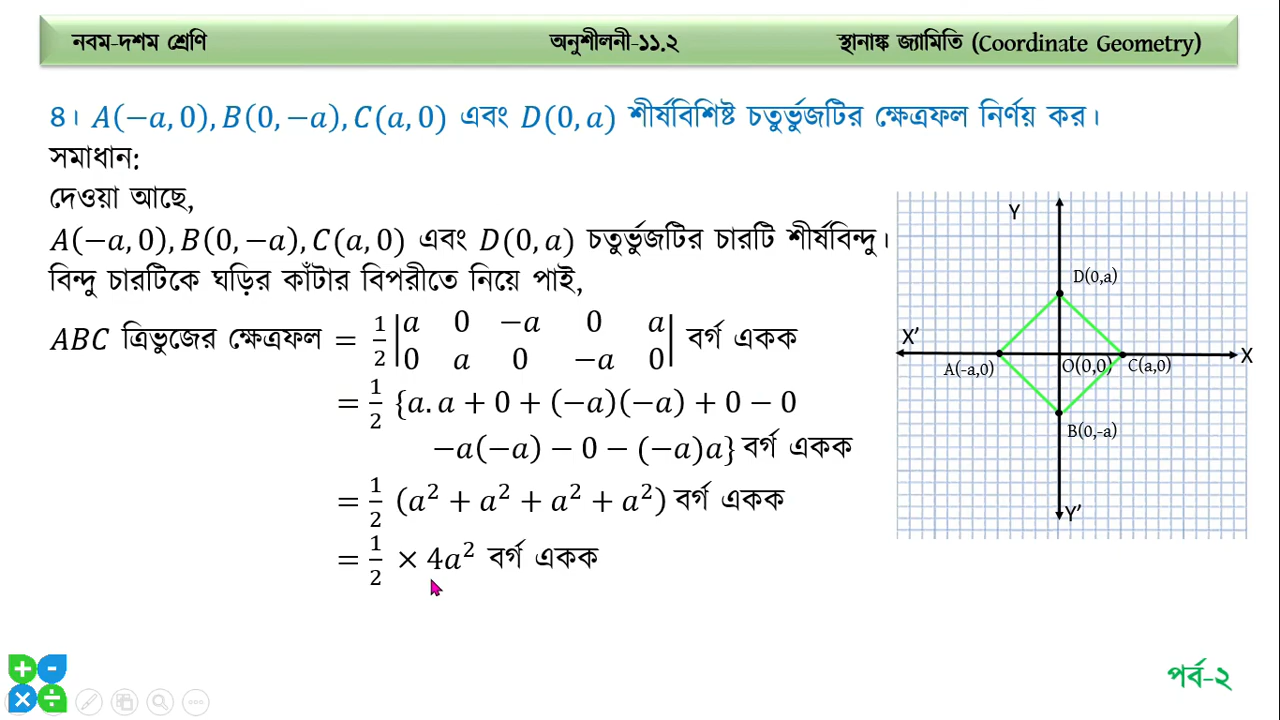 নবম-দশম শ্রেণি অনুশীলনী-১১.২ স্থানাঙ্ক জ্যামিতি (Coordinate Geometry)
৪। A(−a, 0), B(0, −a), C(a, 0) এবং D(0, a) শীর্ষবিশিষ্ট চতুর্ভুজটির ক্ষেত্রফল নির্ণয় কর।
সমাধান:
দেওয়া আছে,
A(−a, 0), B(0, −a), C(a, 0) এবং D(0, a) চতুর্ভুজটির চারটি শীর্ষবিন্দু।
বিন্দু চারটিকে ঘড়ির কাঁটার বিপরীতে নিয়ে পাই,
ABC ত্রিভুজের ক্ষেত্রফল = 1/2 |a 0 −a 0 a| বর্গ একক
|0 a 0 −a 0|
= 1/2 {a. a + 0 + (−a)(−a) + 0 − 0
−a(−a) − 0 − (−a)a} বর্গ একক
= 1/2 (a² + a² + a² + a²) বর্গ একক
= 1/2 × 4a² বর্গ একক
Y
D(0,a)
X′
X
A(-a,0)
O(0,0)
C(a,0)
B(0,-a)
Y′
+ -
× ÷
পর্ব-২